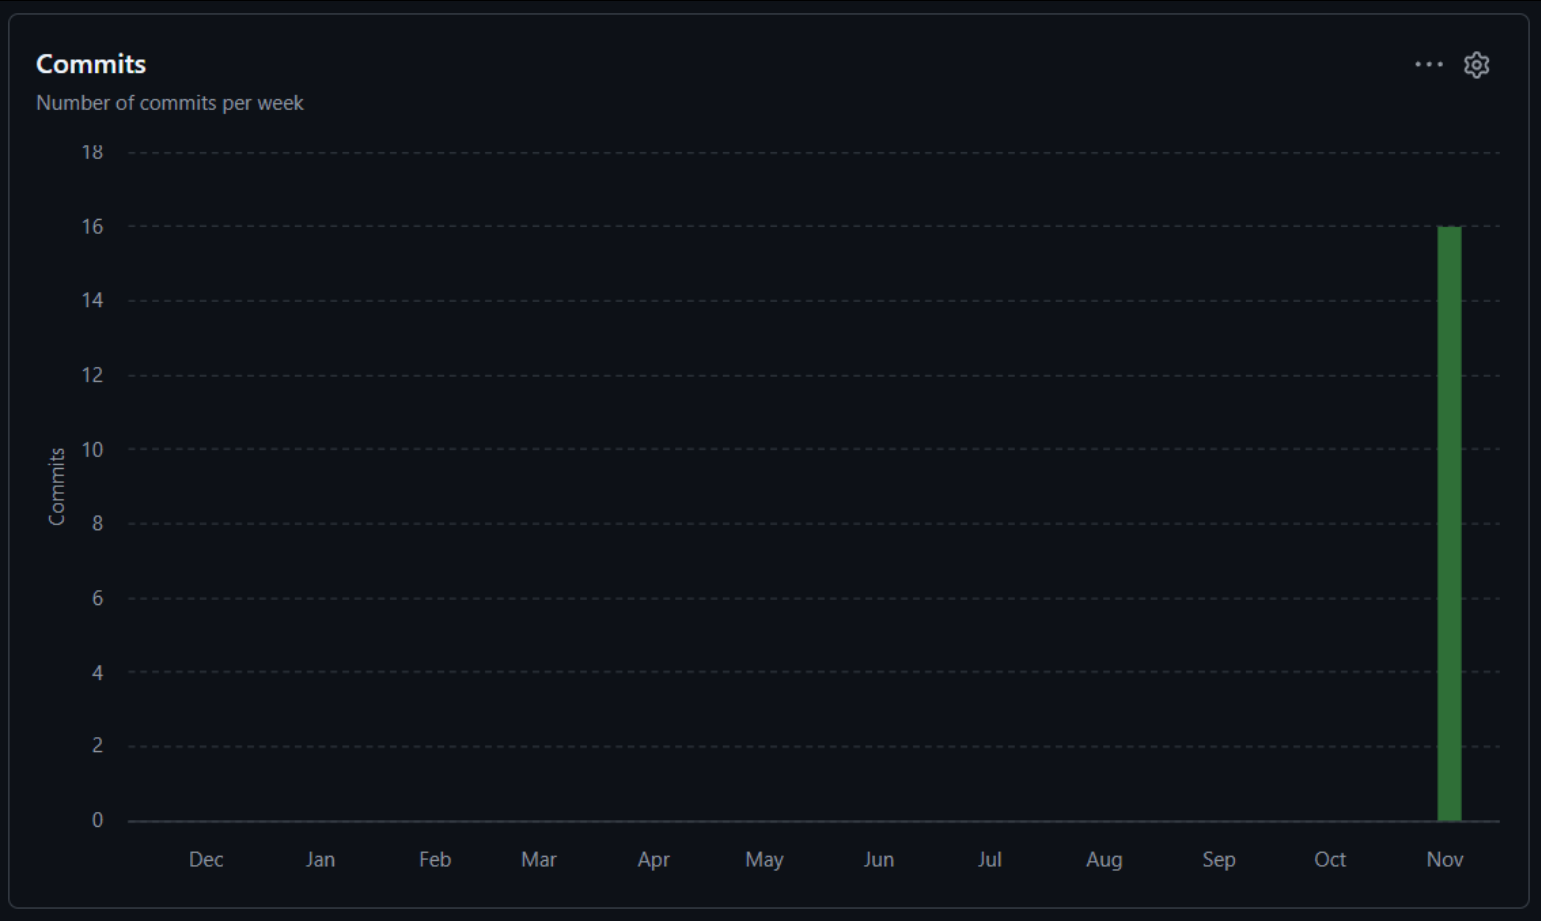 Commits
Number of commits per week
18
16
14
12
10
8
6
4
2
0
Commits
Dec Jan Feb Mar Apr May Jun Jul Aug Sep Oct Nov